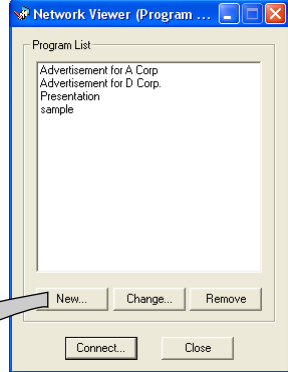 Network Viewer (Program ...
Program List
Advertisement for A Corp
Advertisement for D Corp.
Presentation
sample
New... Change... Remove
Connect... Close